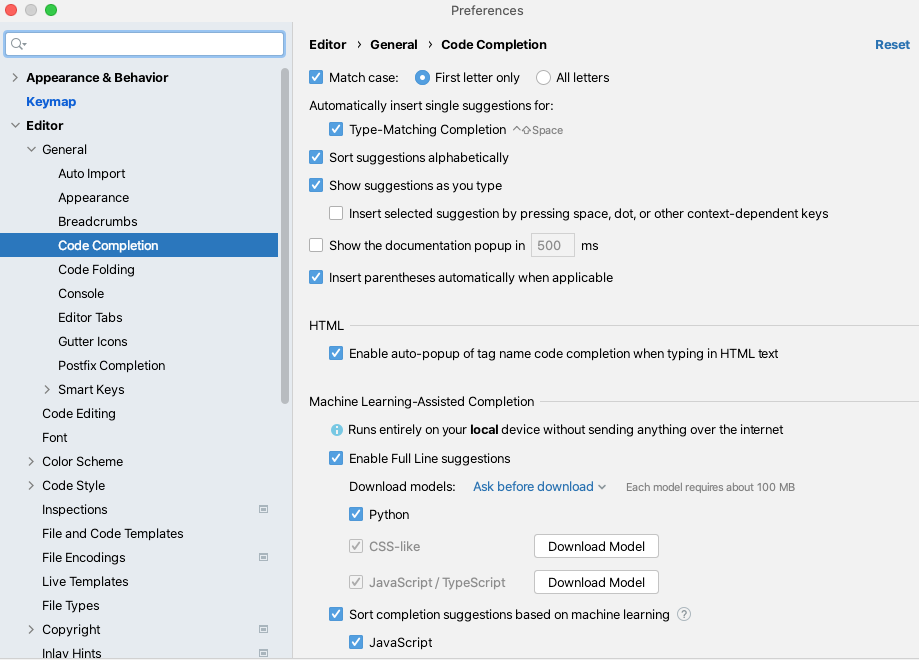 Preferences
Appearance & Behavior
Keymap
Editor
General
Auto Import
Appearance
Breadcrumbs
Code Completion
Code Folding
Console
Editor Tabs
Gutter Icons
Postfix Completion
Smart Keys
Code Editing
Font
Color Scheme
Code Style
Inspections
File and Code Templates
File Encodings
Live Templates
File Types
Copyright
Inlay Hints
Editor › General › Code Completion Reset
Match case: First letter only All letters
Automatically insert single suggestions for:
Type-Matching Completion ^⇧Space
Sort suggestions alphabetically
Show suggestions as you type
Insert selected suggestion by pressing space, dot, or other context-dependent keys
Show the documentation popup in 500 ms
Insert parentheses automatically when applicable
HTML
Enable auto-popup of tag name code completion when typing in HTML text
Machine Learning-Assisted Completion
Runs entirely on your local device without sending anything over the internet
Enable Full Line suggestions
Download models: Ask before download Each model requires about 100 MB
Python
CSS-like Download Model
JavaScript / TypeScript Download Model
Sort completion suggestions based on machine learning ?
JavaScript